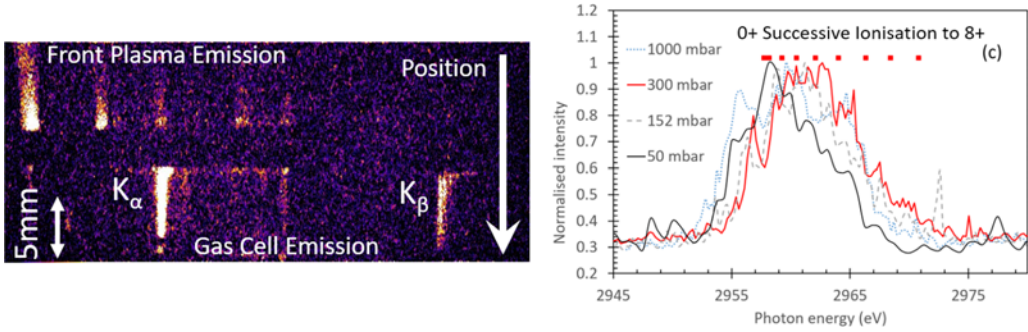 Front Plasma Emission
Position
Kα
Kβ
5mm
Gas Cell Emission
0+ Successive Ionisation to 8+
(c)
1000 mbar
300 mbar
152 mbar
50 mbar
Normalised intensity
1.2
1.1
1
0.9
0.8
0.7
0.6
0.5
0.4
0.3
0.2
2945
2955
2965
2975
Photon energy (eV)